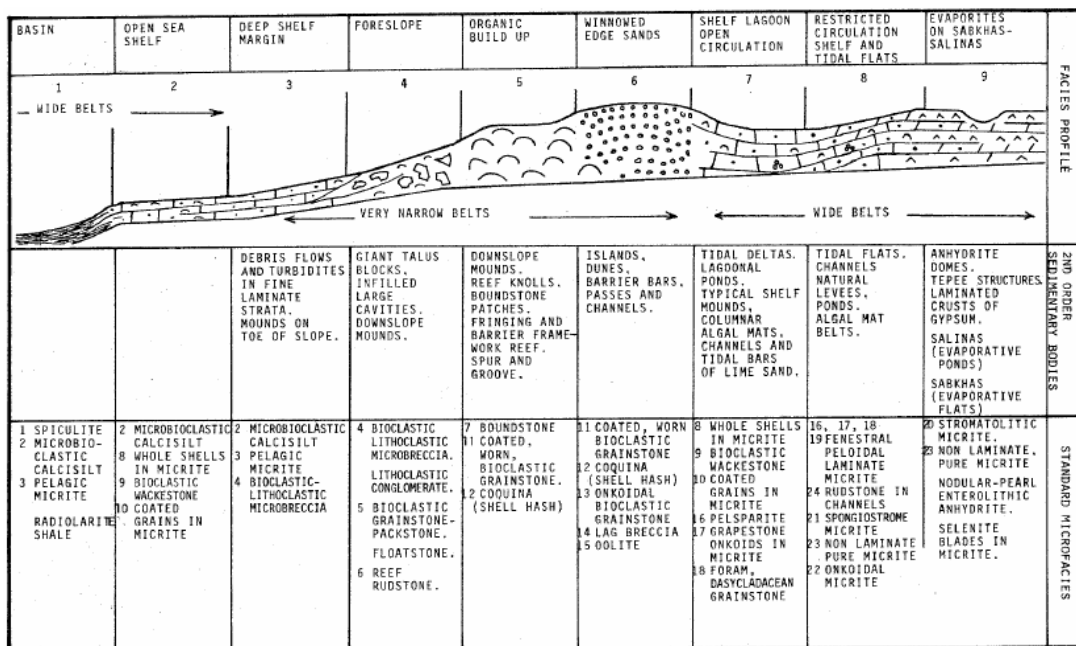 BASIN
OPEN SEA
SHELF
DEEP SHELF
MARGIN
FORESLOPE
ORGANIC
BUILD UP
WINNOWED
EDGE SANDS
SHELF LAGOON
OPEN
CIRCULATION
RESTRICTED
CIRCULATION
SHELF AND
TIDAL FLATS
EVAPORITES
ON SABKHAS-
SALINAS
1
2
3
4
5
6
7
8
9
WIDE BELTS
VERY NARROW BELTS
WIDE BELTS
FACIES PROFILE
DEBRIS FLOWS
AND TURBIDITES
IN FINE
LAMINATE
STRATA.
MOUNDS ON
TOE OF SLOPE.
GIANT TALUS
BLOCKS.
INFILLED
LARGE
CAVITIES.
DOWNSLOPE
MOUNDS.
DOWNSLOPE
MOUNDS.
REEF KNOLLS.
BOUNDSTONE
PATCHES.
FRINGING AND
BARRIER FRAME-
WORK REEF.
SPUR AND
GROOVE.
ISLANDS,
DUNES,
BARRIER BARS,
PASSES AND
CHANNELS.
TIDAL DELTAS.
LAGOONAL
PONDS.
TYPICAL SHELF
MOUNDS,
COLUMNAR
ALGAL MATS,
CHANNELS AND
TIDAL BARS
OF LIME SAND.
TIDAL FLATS.
CHANNELS
NATURAL
LEVEES,
PONDS.
ALGAL MAT
BELTS.
ANHYDRITE
DOMES.
TEPEE STRUCTURES
LAMINATED
CRUSTS OF
GYPSUM.
SALINAS
(EVAPORATIVE
PONDS)
SABKHAS
(EVAPORATIVE
FLATS)
2ND ORDER
SEDIMENTARY BODIES
1 SPICULITE
2 MICROBIO-
CLASTIC
CALCISILT
3 PELAGIC
MICRITE
RADIOLARITE
SHALE
2 MICROBIOCLASTIC
CALCISILT
8 WHOLE SHELLS
IN MICRITE
9 BIOCLASTIC
WACKESTONE
10 COATED
GRAINS IN
MICRITE
2 MICROBIOCLASTIC
CALCISILT
3 PELAGIC
MICRITE
4 BIOCLASTIC-
LITHOCLASTIC
MICROBRECCIA
4 BIOCLASTIC
LITHOCLASTIC
MICROBRECCIA.
LITHOCLASTIC
CONGLOMERATE.
5 BIOCLASTIC
GRAINSTONE-
PACKSTONE.
FLOATSTONE.
6 REEF
RUDSTONE.
7 BOUNDSTONE
11 COATED,
WORN,
BIOCLASTIC
GRAINSTONE.
12 COQUINA
(SHELL HASH)
11 COATED, WORN
BIOCLASTIC
GRAINSTONE
12 COQUINA
(SHELL HASH)
13 ONKOIDAL
BIOCLASTIC
GRAINSTONE
14 LAG BRECCIA
15 OOLITE
8 WHOLE SHELLS
IN MICRITE
9 BIOCLASTIC
WACKESTONE
10 COATED
GRAINS IN
MICRITE
16 PELSPARITE
17 GRAPESTONE
ONKOIDS IN
MICRITE
18 FORAM,
DASYCLADACEAN
GRAINSTONE
16, 17, 18
19 FENESTRAL
PELOIDAL
LAMINATE
MICRITE
24 RUDSTONE IN
CHANNELS
21 SPONGIOSTROME
MICRITE
23 NON LAMINATE
PURE MICRITE
22 ONKOIDAL
MICRITE
20 STROMATOLITIC
MICRITE.
23 NON LAMINATE,
PURE MICRITE
NODULAR-PEARL
ENTEROLITHIC
ANHYDRITE.
SELENITE
BLADES IN
MICRITE.
STANDARD MICROFACIES